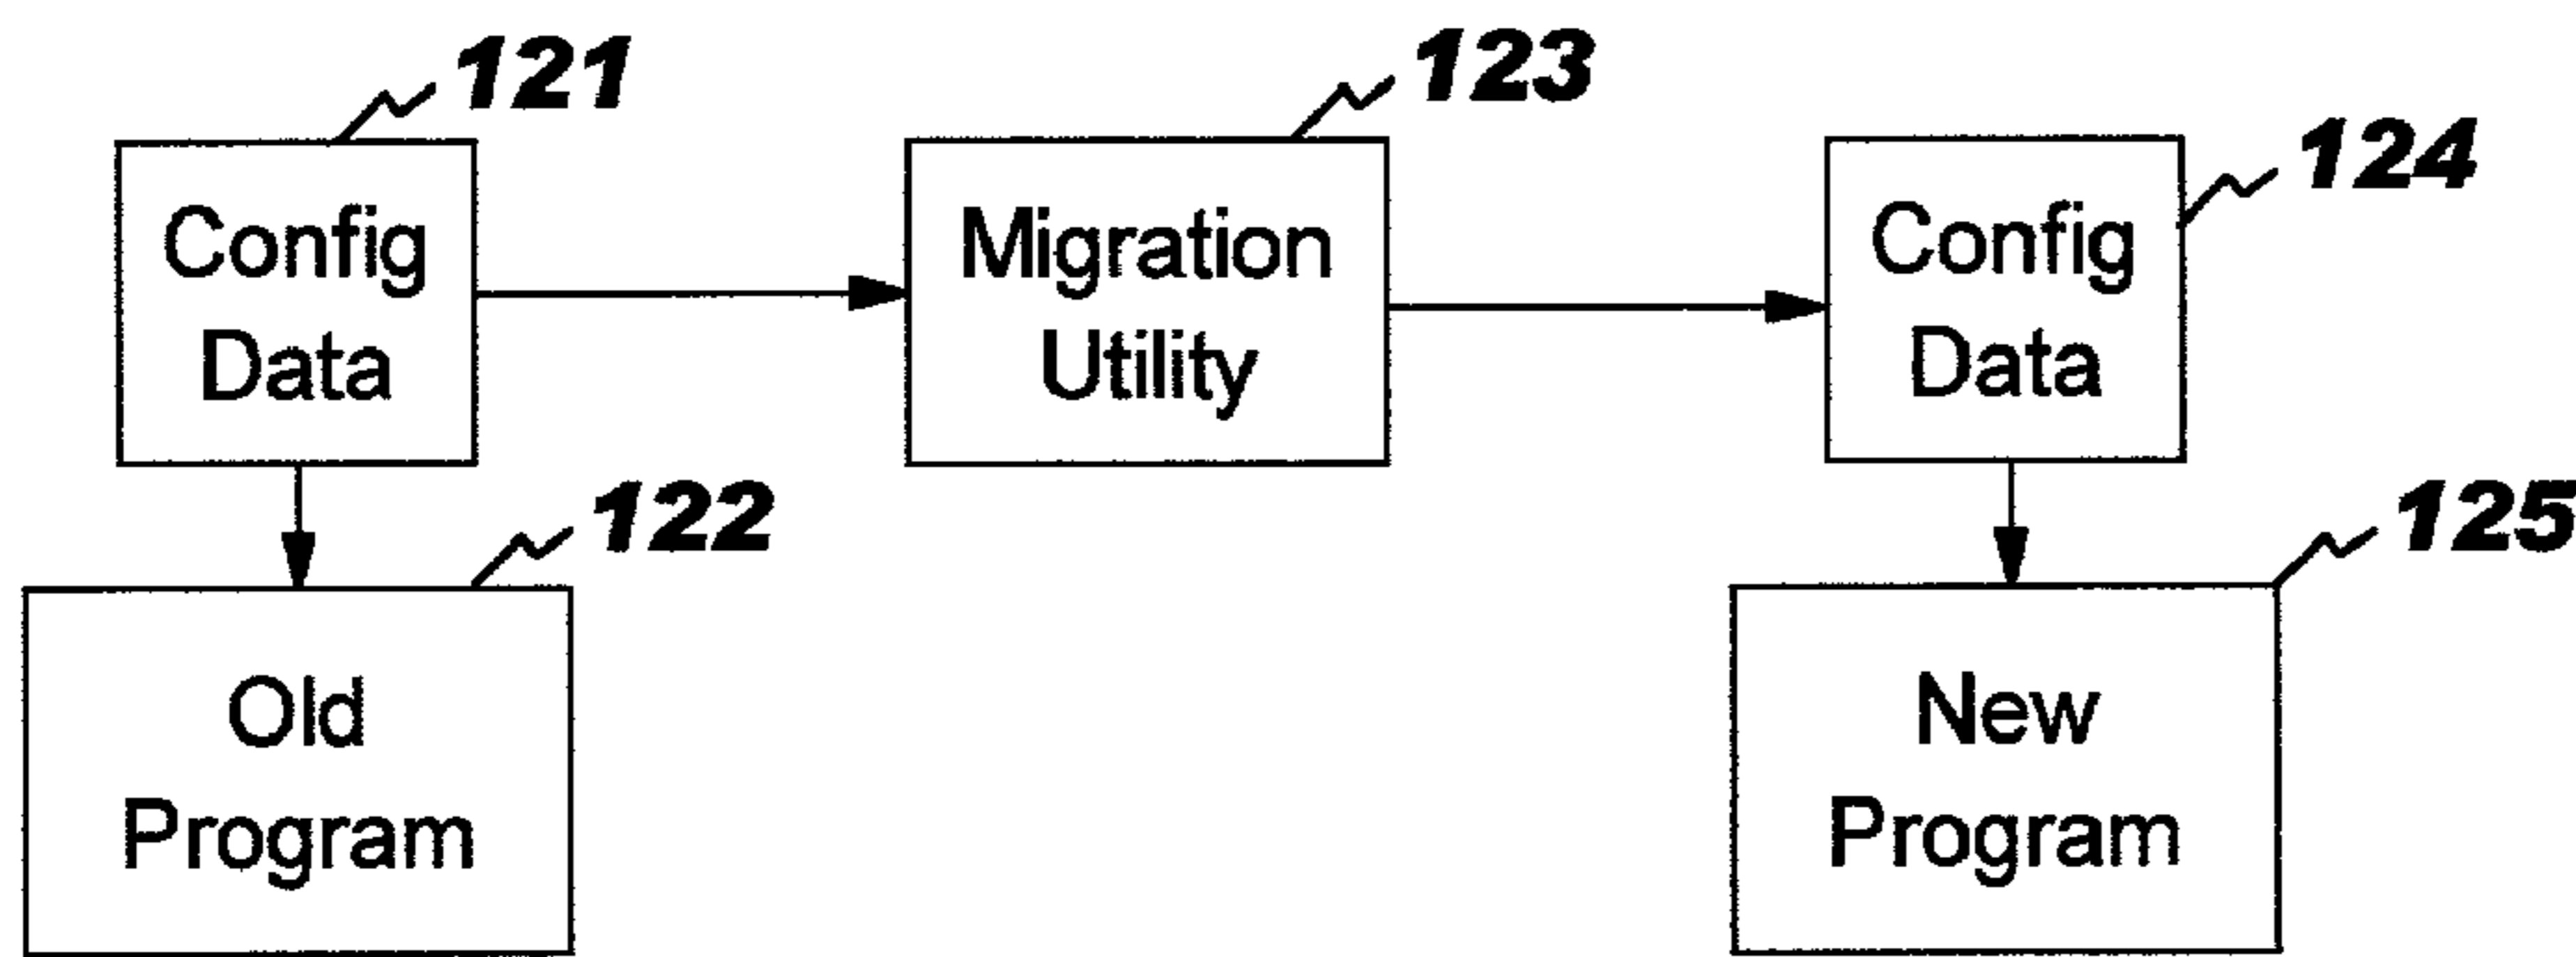 121
Config
Data
122
Old
Program
123
Migration
Utility
124
Config
Data
125
New
Program